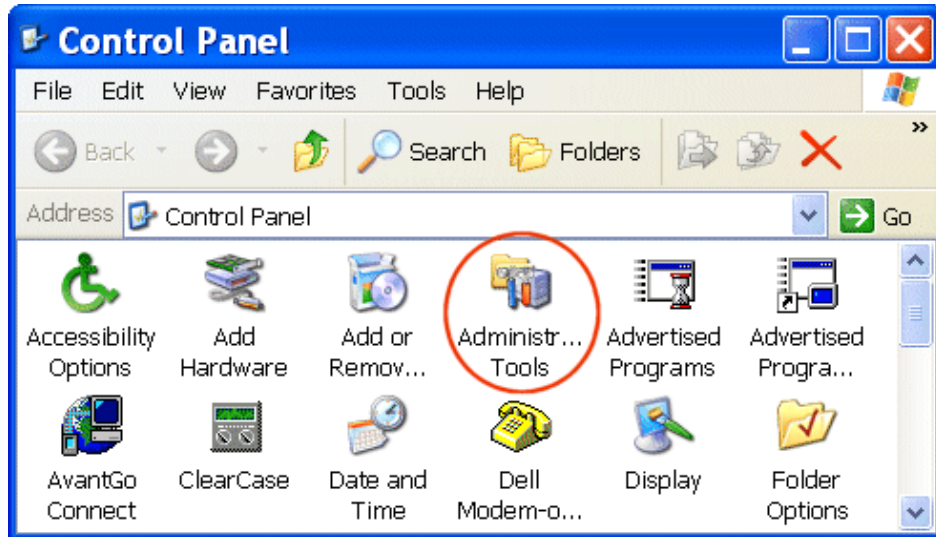 Control Panel
File Edit View Favorites Tools Help
Back Search Folders »
Address Control Panel Go
Accessibility Options
Add Hardware
Add or Remov...
Administr... Tools
Advertised Programs
Advertised Progra...
AvantGo Connect
ClearCase
Date and Time
Dell Modem-o...
Display
Folder Options